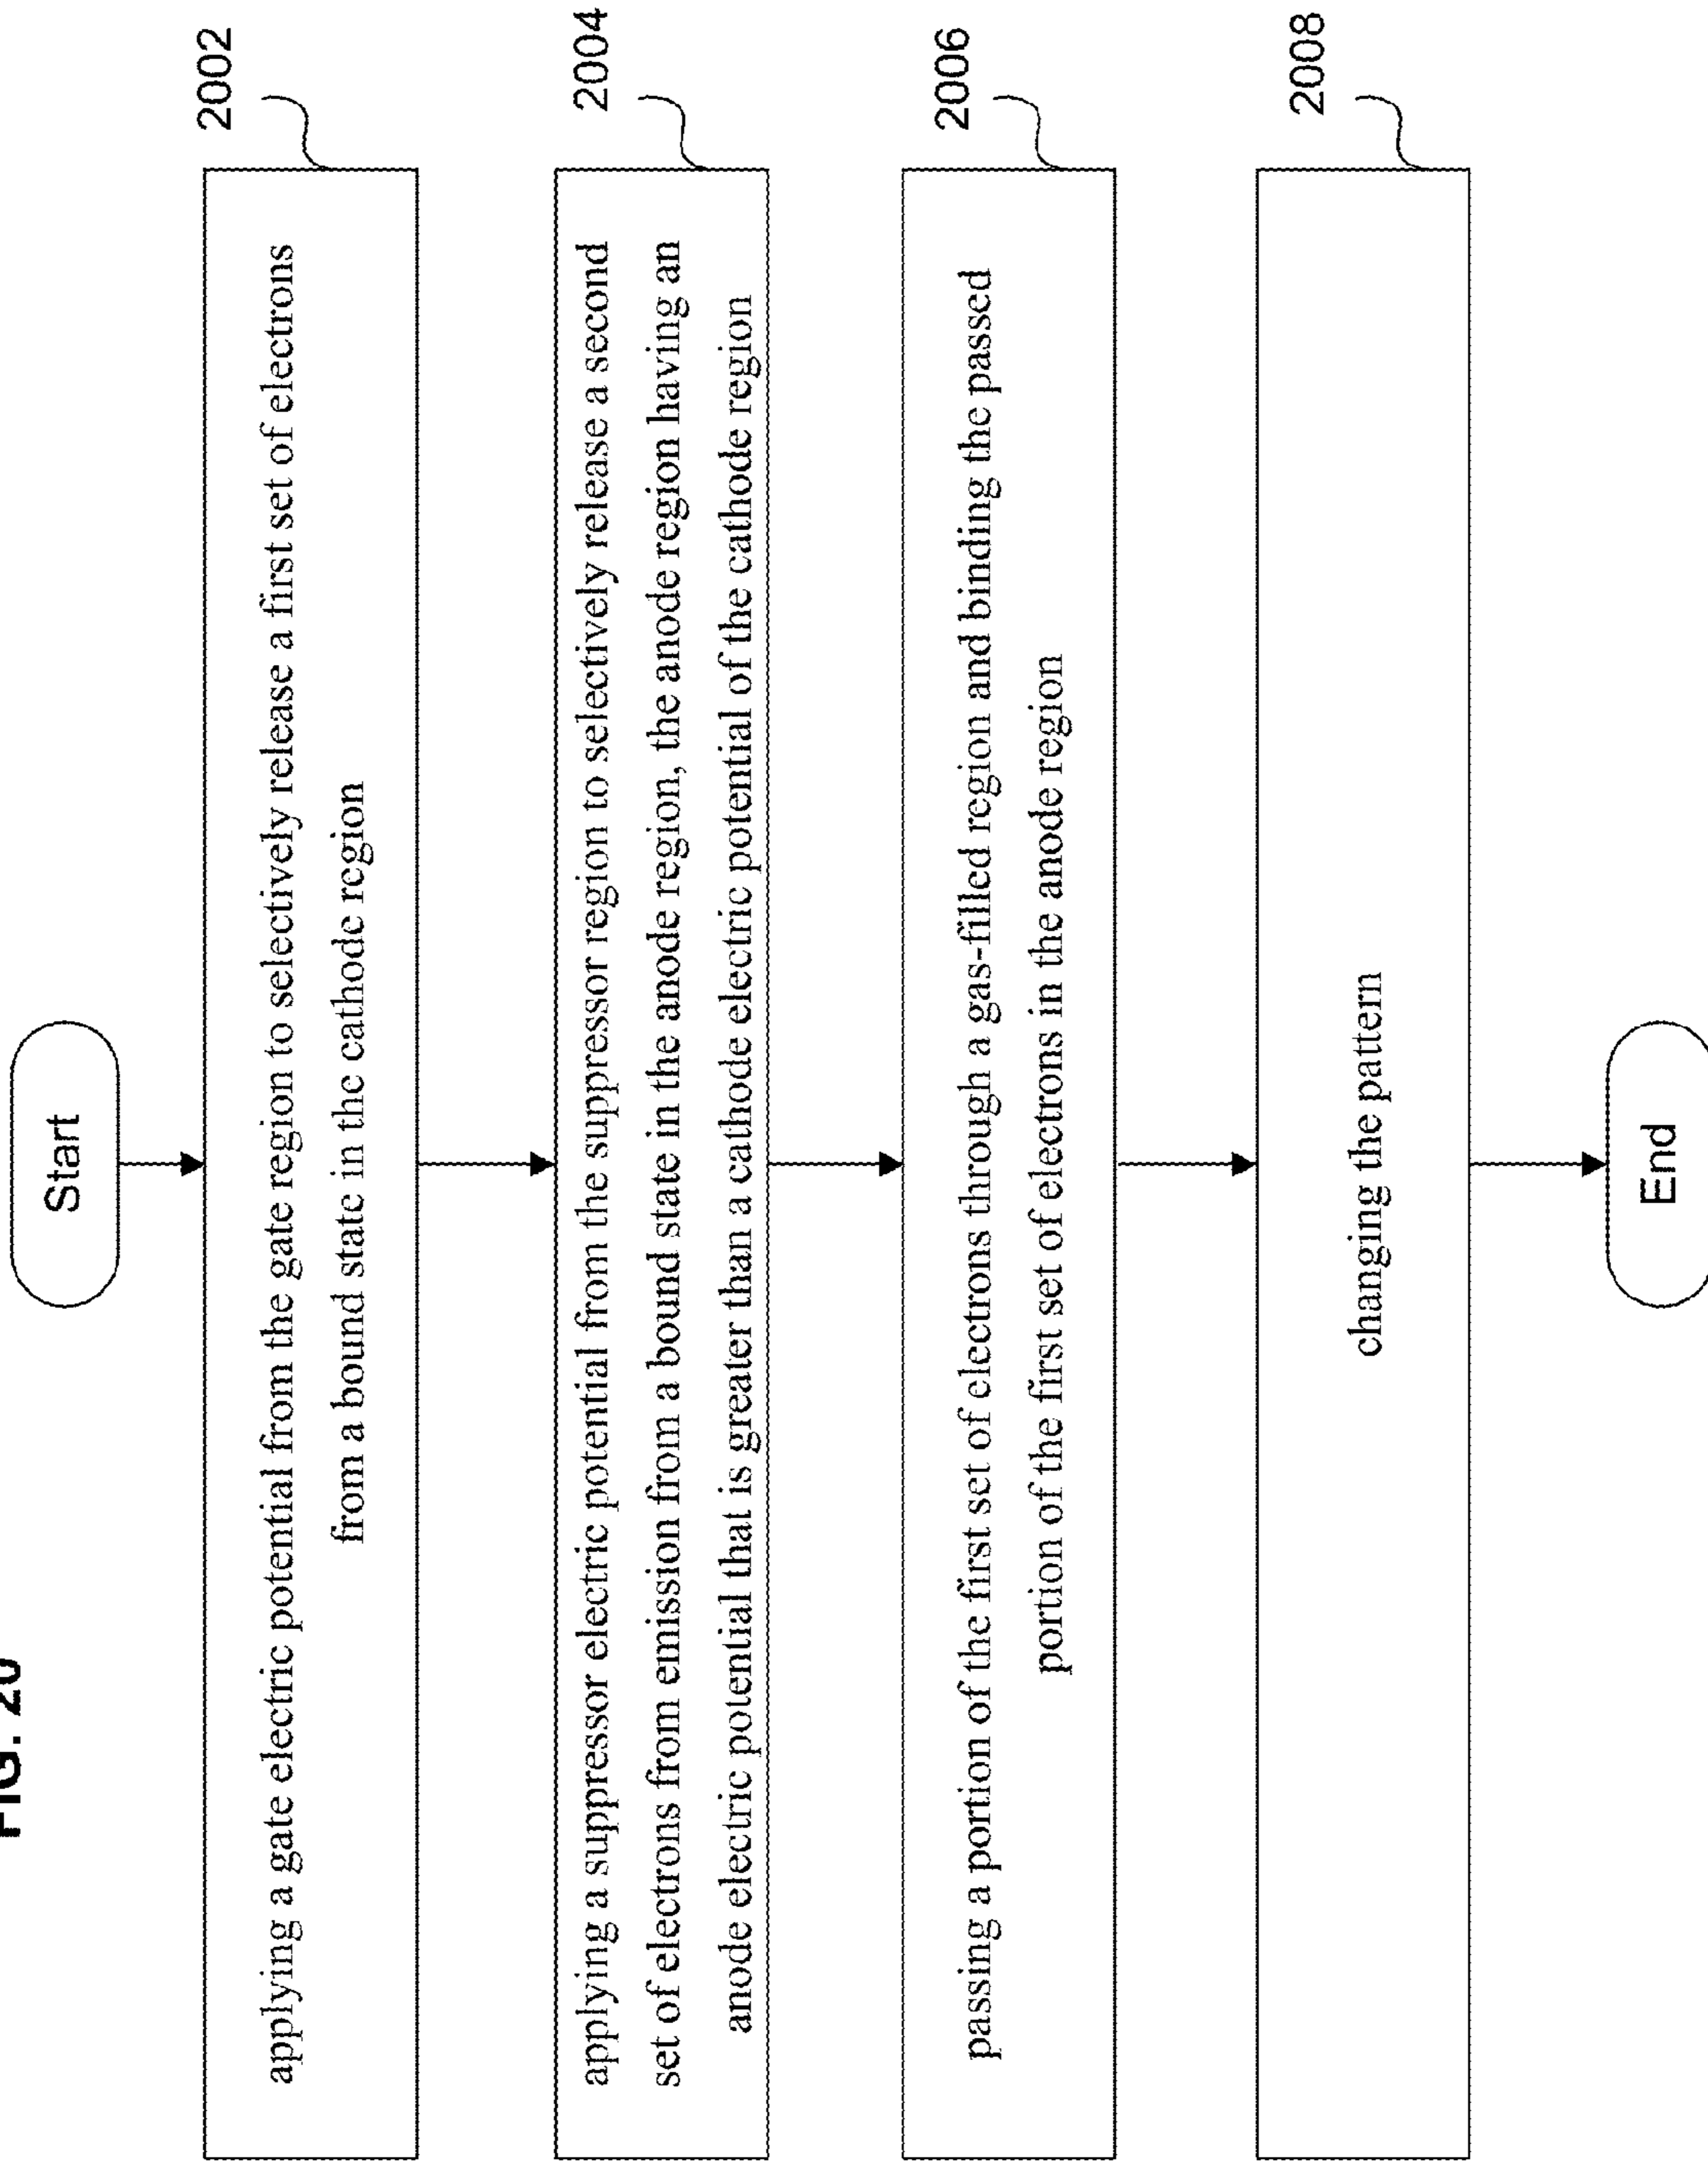 FIG. 20
Start
applying a gate electric potential from the gate region to selectively release a first set of electrons
from a bound state in the cathode region
2002
applying a suppressor electric potential from the suppressor region to selectively release a second
set of electrons from emission from a bound state in the anode region, the anode region having an
anode electric potential that is greater than a cathode electric potential of the cathode region
2004
passing a portion of the first set of electrons through a gas-filled region and binding the passed
portion of the first set of electrons in the anode region
2006
changing the pattern
2008
End